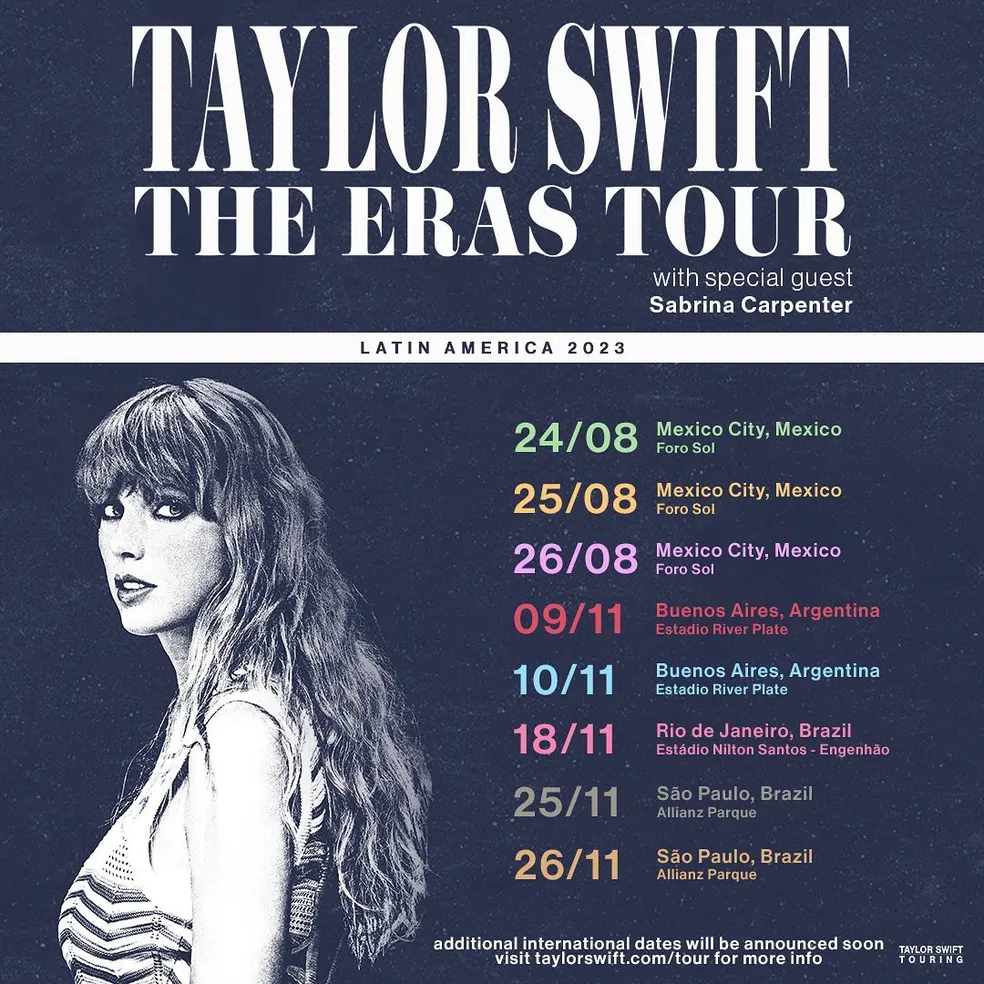 TAYLOR SWIFT
THE ERAS TOUR
with special guest
Sabrina Carpenter
LATIN AMERICA 2023
24/08 Mexico City, Mexico
Foro Sol
25/08 Mexico City, Mexico
Foro Sol
26/08 Mexico City, Mexico
Foro Sol
09/11 Buenos Aires, Argentina
Estadio River Plate
10/11 Buenos Aires, Argentina
Estadio River Plate
18/11 Rio de Janeiro, Brazil
Estádio Nilton Santos - Engenhão
25/11 São Paulo, Brazil
Allianz Parque
26/11 São Paulo, Brazil
Allianz Parque
additional international dates will be announced soon
visit taylorswift.com/tour for more info
TAYLOR SWIFT
TOURING